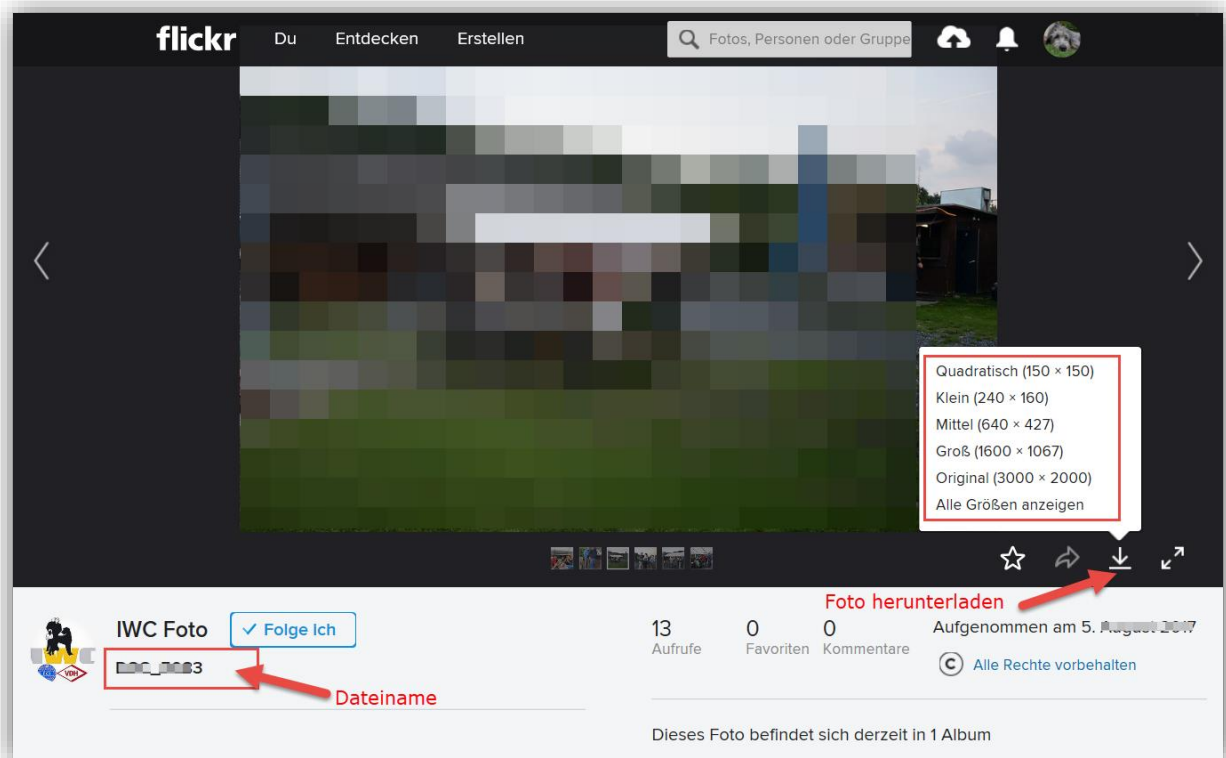 flickr Du Entdecken Erstellen Fotos, Personen oder Gruppe
Quadratisch (150 × 150)
Klein (240 × 160)
Mittel (640 × 427)
Groß (1600 × 1067)
Original (3000 × 2000)
Alle Größen anzeigen
Foto herunterladen
IWC Foto Folge Ich
Dateiname
13 0 0
Aufrufe Favoriten Kommentare
Aufgenommen am 5.
Alle Rechte vorbehalten
Dieses Foto befindet sich derzeit in 1 Album
VDH